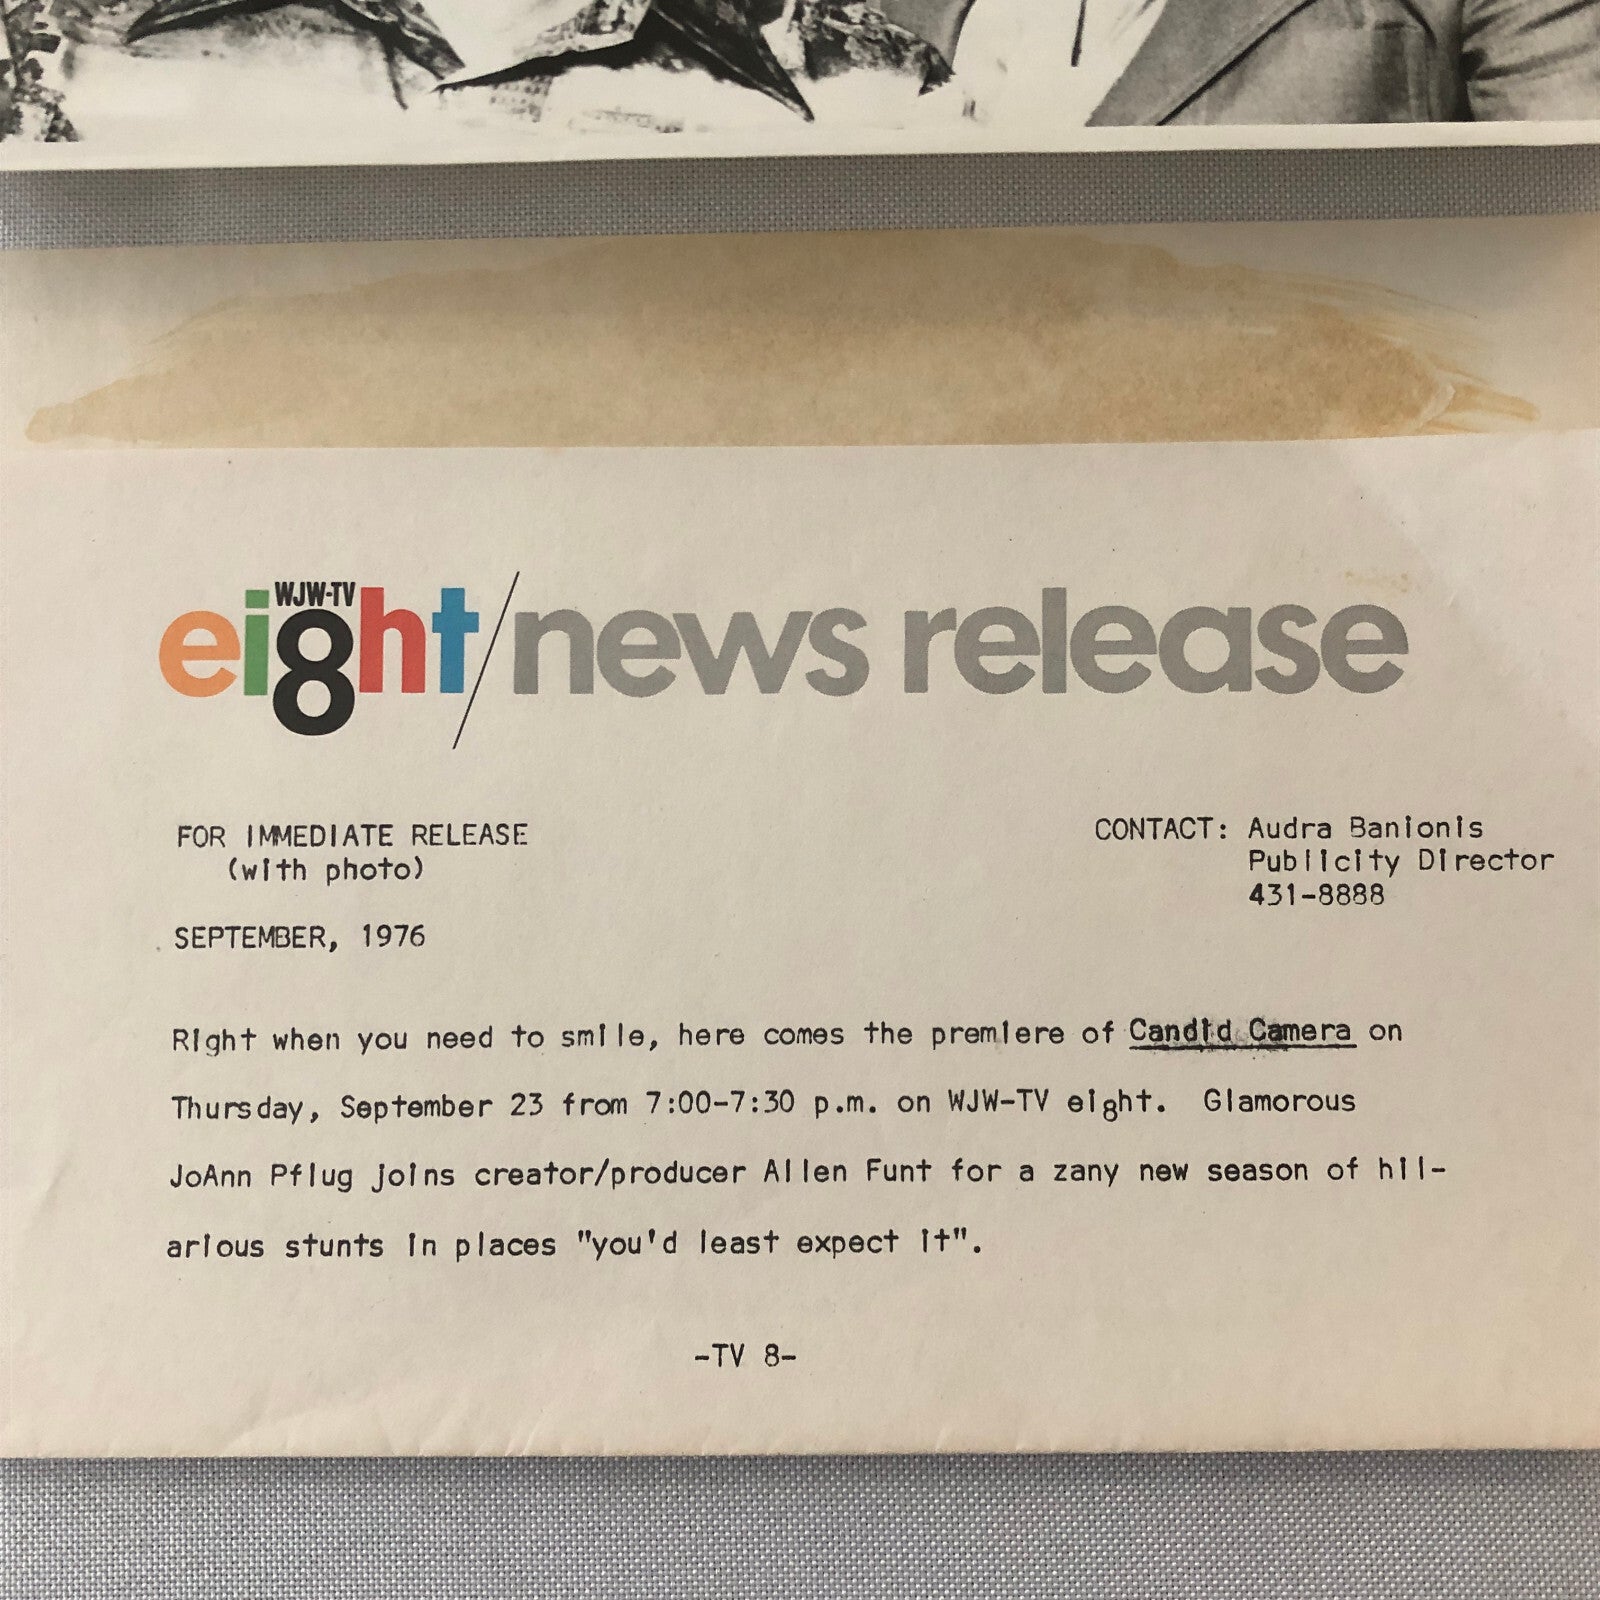 WJW-TV
ei8ht/news release
FOR IMMEDIATE RELEASE
(with photo)
CONTACT: Audra Banionis
Publicity Director
431-8888
SEPTEMBER, 1976
Right when you need to smile, here comes the premiere of Candid Camera on
Thursday, September 23 from 7:00-7:30 p.m. on WJW-TV ei8ht. Glamorous
JoAnn Pflug joins creator/producer Allen Funt for a zany new season of hil-
arious stunts in places "you'd least expect it".
-TV 8-